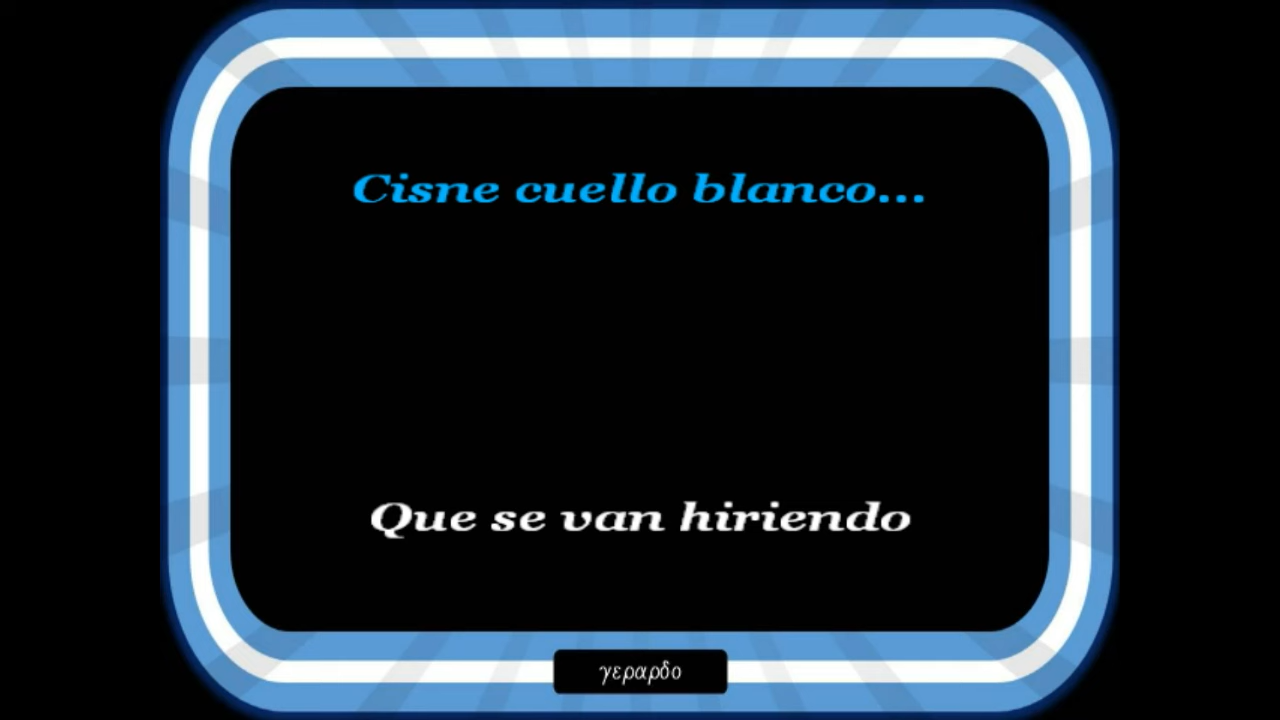 Cisne cuello blanco...
Que se van hiriendo
γεραρδο